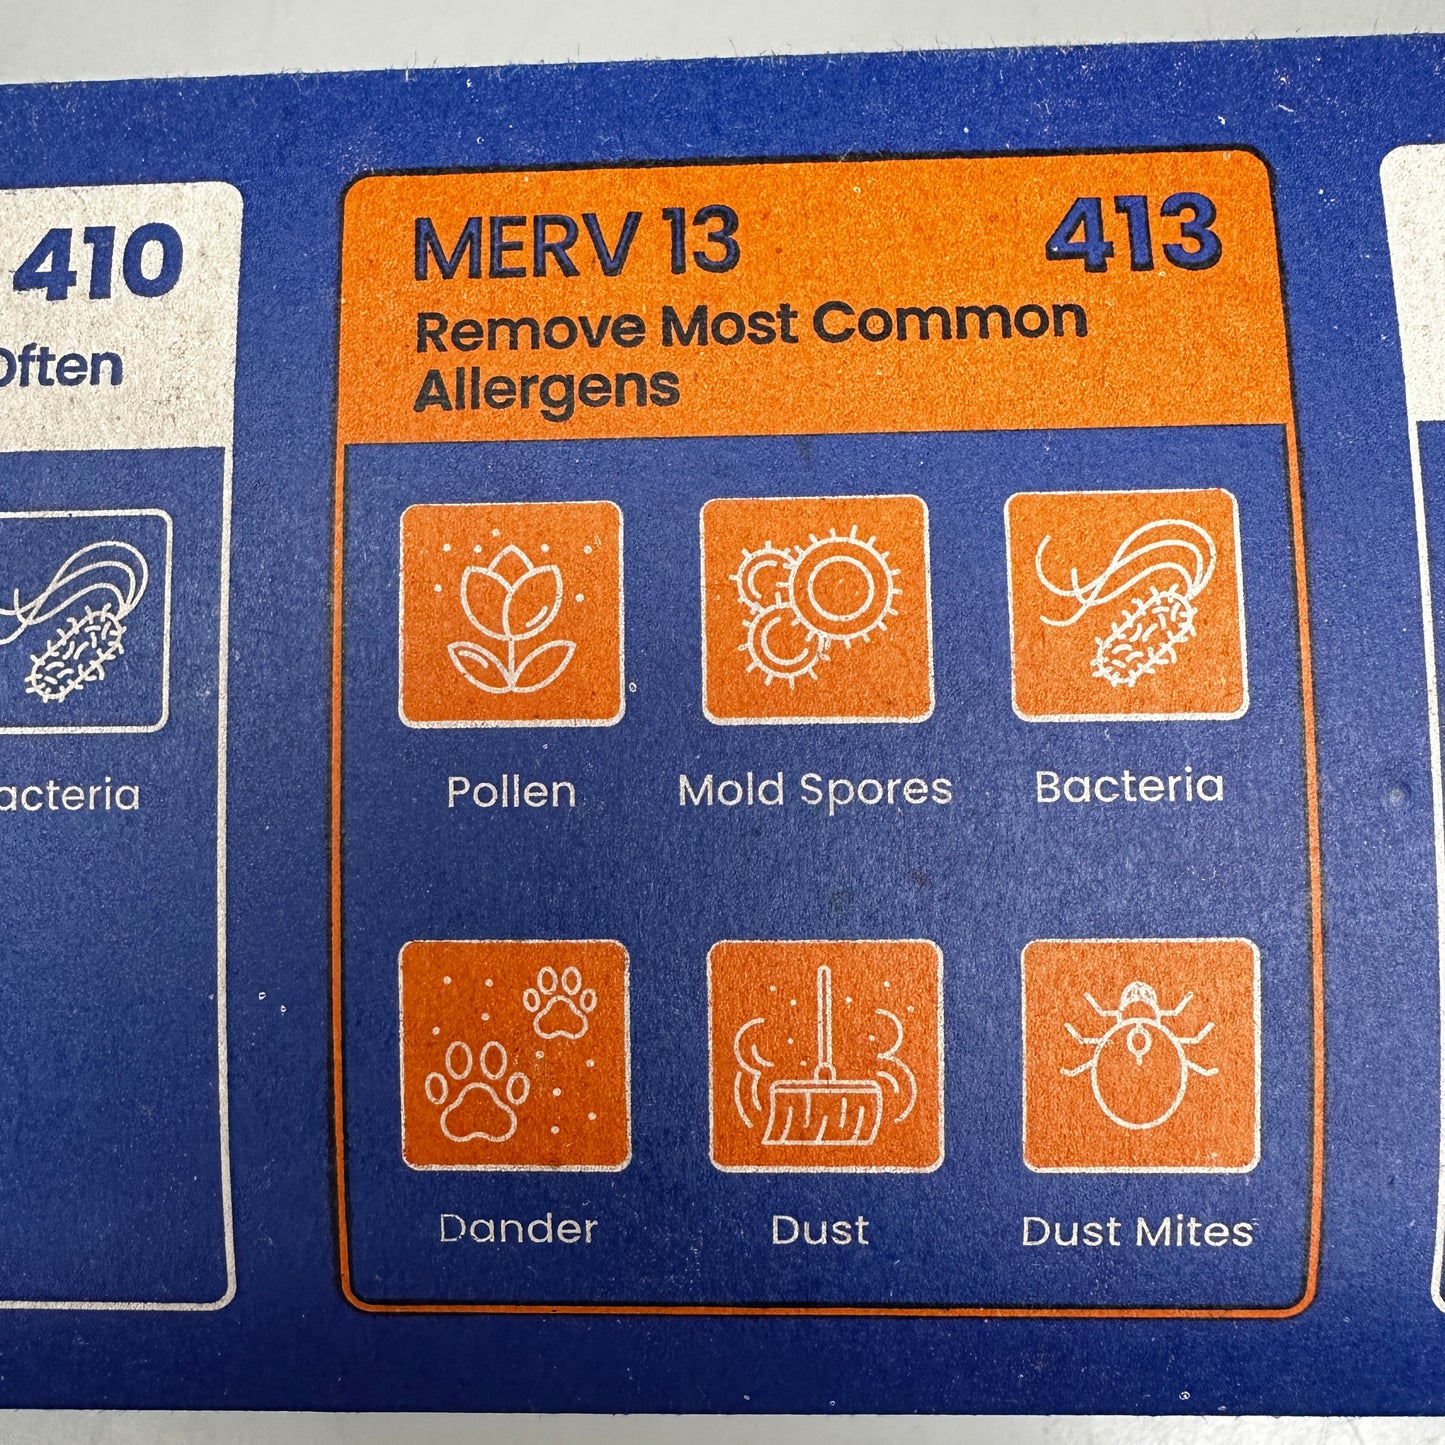 410
Often
acteria
MERV 13 413
Remove Most Common
Allergens
Pollen Mold Spores Bacteria
Dander Dust Dust Mites